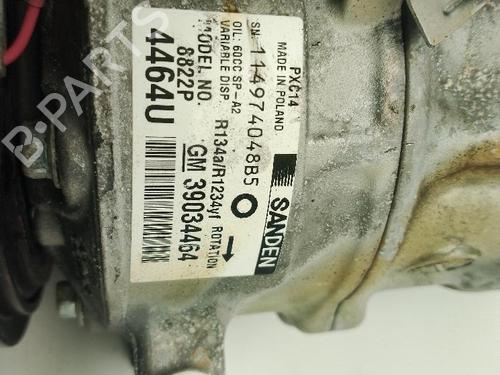 PXC14
MADE IN POLAND
SN 114974048B5
SANDEN
OIL: 60CC SP-A2
VARIABLE DISP.
R134a/R1234yf ROTATION
MODEL NO.
8822P
GM 39034464
4464U
B-PARTS